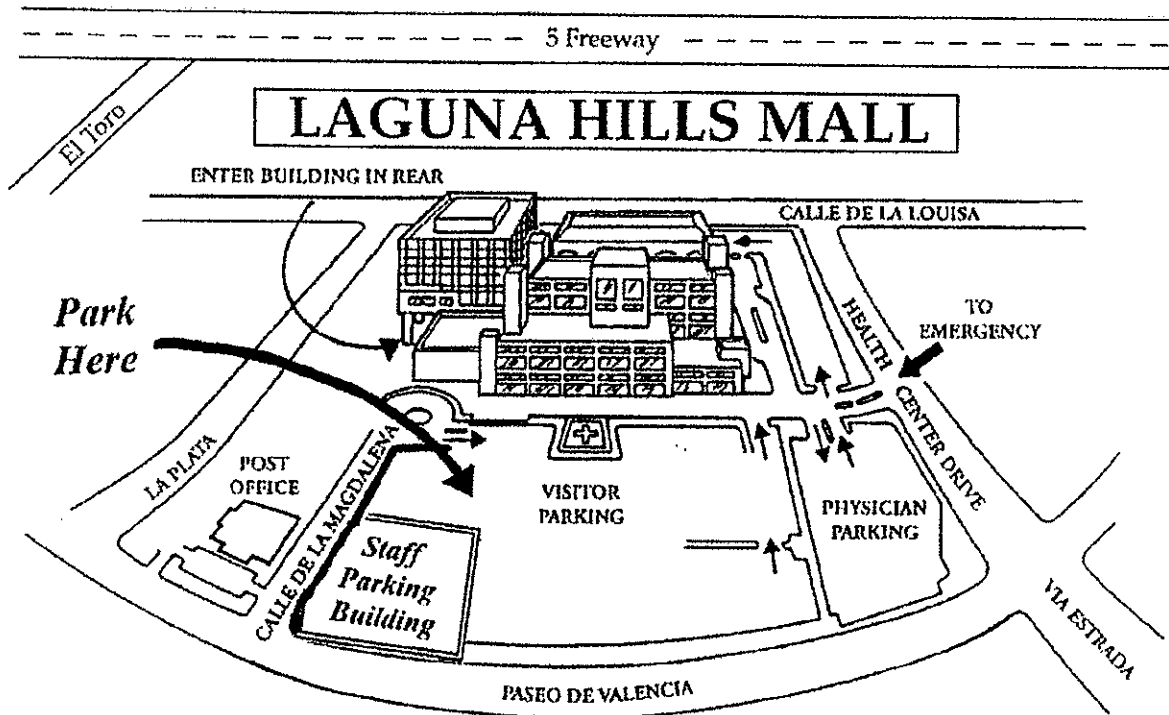 5 Freeway
El Toro
LAGUNA HILLS MALL
ENTER BUILDING IN REAR
CALLE DE LA LOUISA
Park
Here
TO
EMERGENCY
HEALTH
CENTER DRIVE
LA PLATA
POST
OFFICE
CALLE DE LA MAGDALENA
VISITOR
PARKING
PHYSICIAN
PARKING
Staff
Parking
Building
VIA ESTRADA
PASEO DE VALENCIA